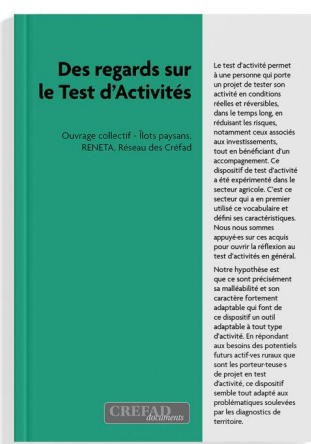 Des regards sur
le Test d'Activités
Ouvrage collectif - Îlots paysans,
RENETA, Réseau des Créfad
CREFAD
documents
Le test d'activité permet
à une personne qui porte
un projet de tester son
activité en conditions
réelles et réversibles,
dans le temps long, en
réduisant les risques,
notamment ceux associés
aux investissements,
tout en bénéficiant d'un
accompagnement. Ce
dispositif de test d'activité
a été expérimenté dans le
secteur agricole. C'est ce
secteur qui a en premier
utilisé ce vocabulaire et
défini ses caractéristiques.
Nous nous sommes
appuyé·es sur ces acquis
pour ouvrir la réflexion au
test d'activités en général.
Notre hypothèse est
que ce sont précisément
sa malléabilité et son
caractère fortement
adaptable qui font de
ce dispositif un outil
adaptable à tout type
d'activité. En répondant
aux besoins des potentiels
futurs actif·ves ruraux que
sont les porteur·teuse·s
de projet en test
d'activité, ce dispositif
semble tout adapté aux
problématiques soulevées
par les diagnostics de
territoire.